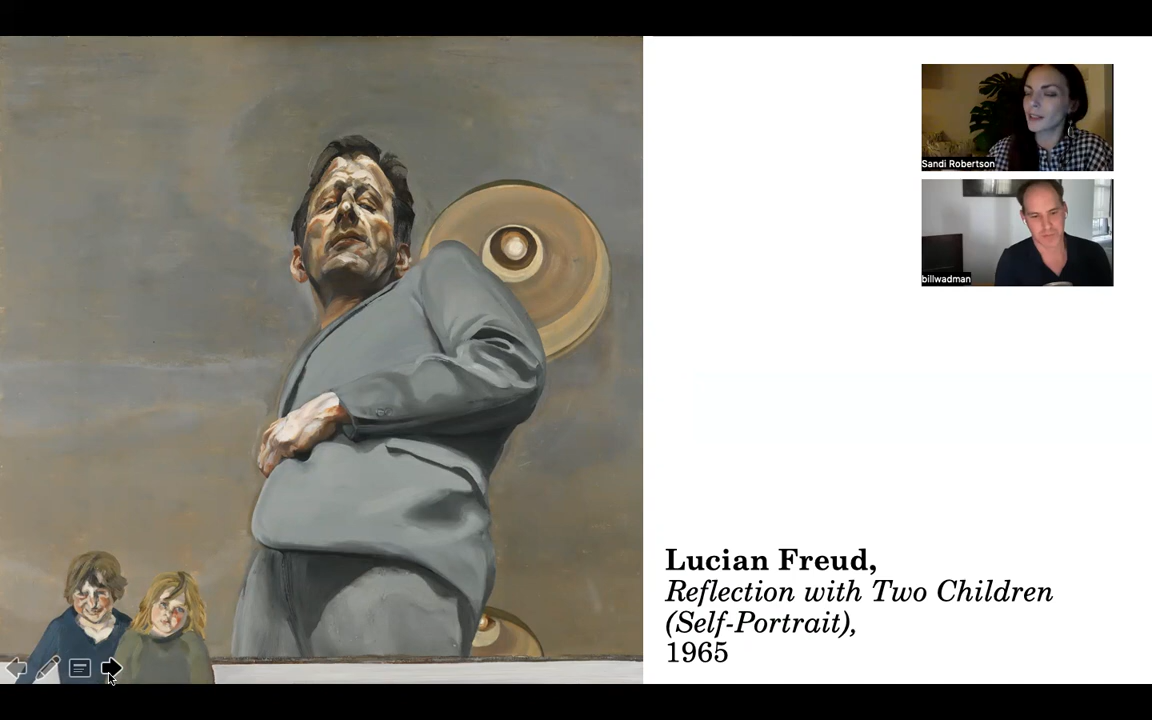 Sandi Robertson
billwadman
Lucian Freud,
Reflection with Two Children
(Self-Portrait),
1965